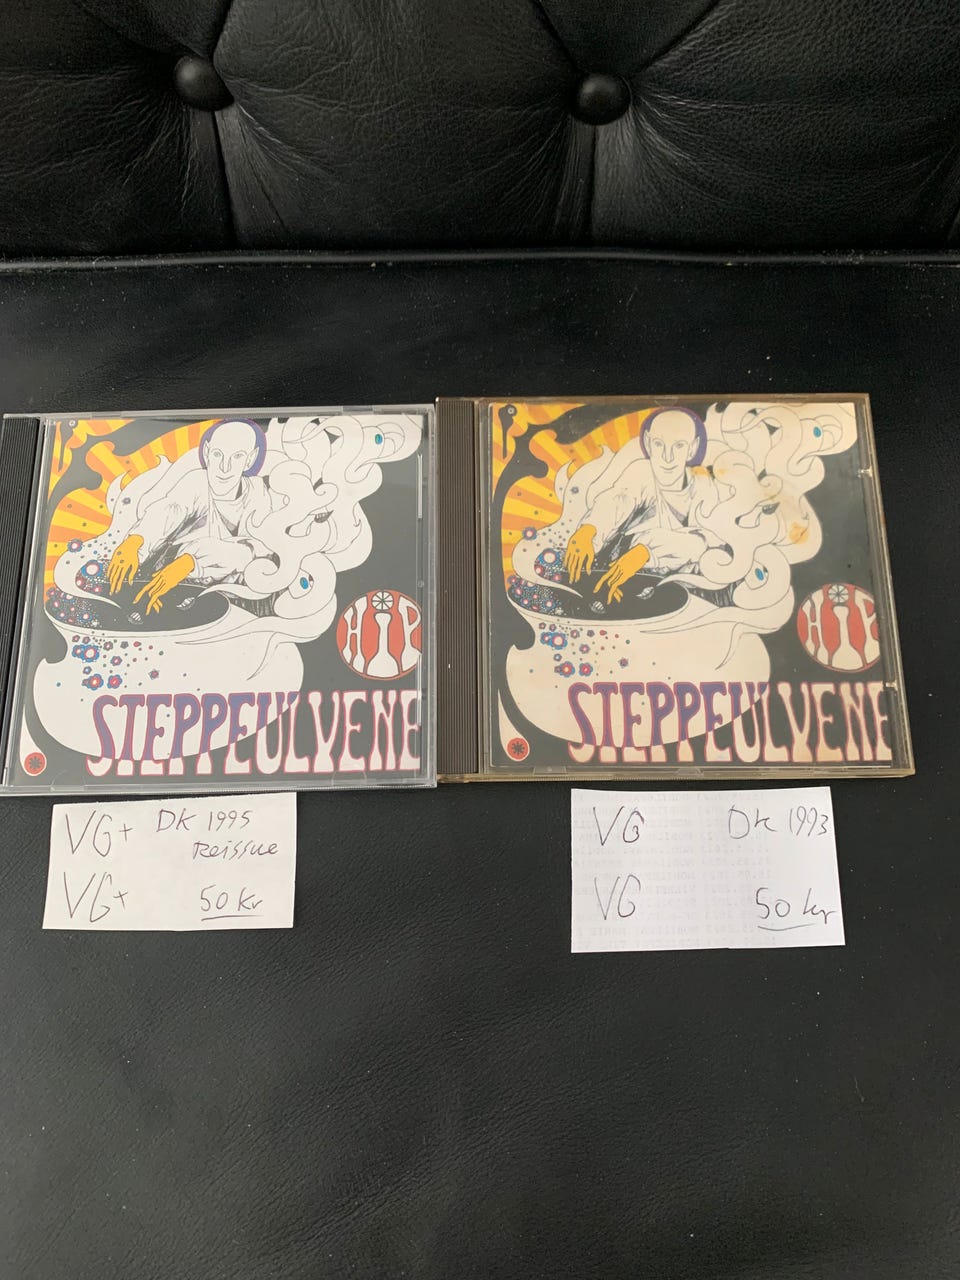 HIP
STEPPEULVENE
HIP
STEPPEULVENE
VG+ DK 1995
Reissue
VG+ 50 Kr
VG DK 1993
VG 50 kr